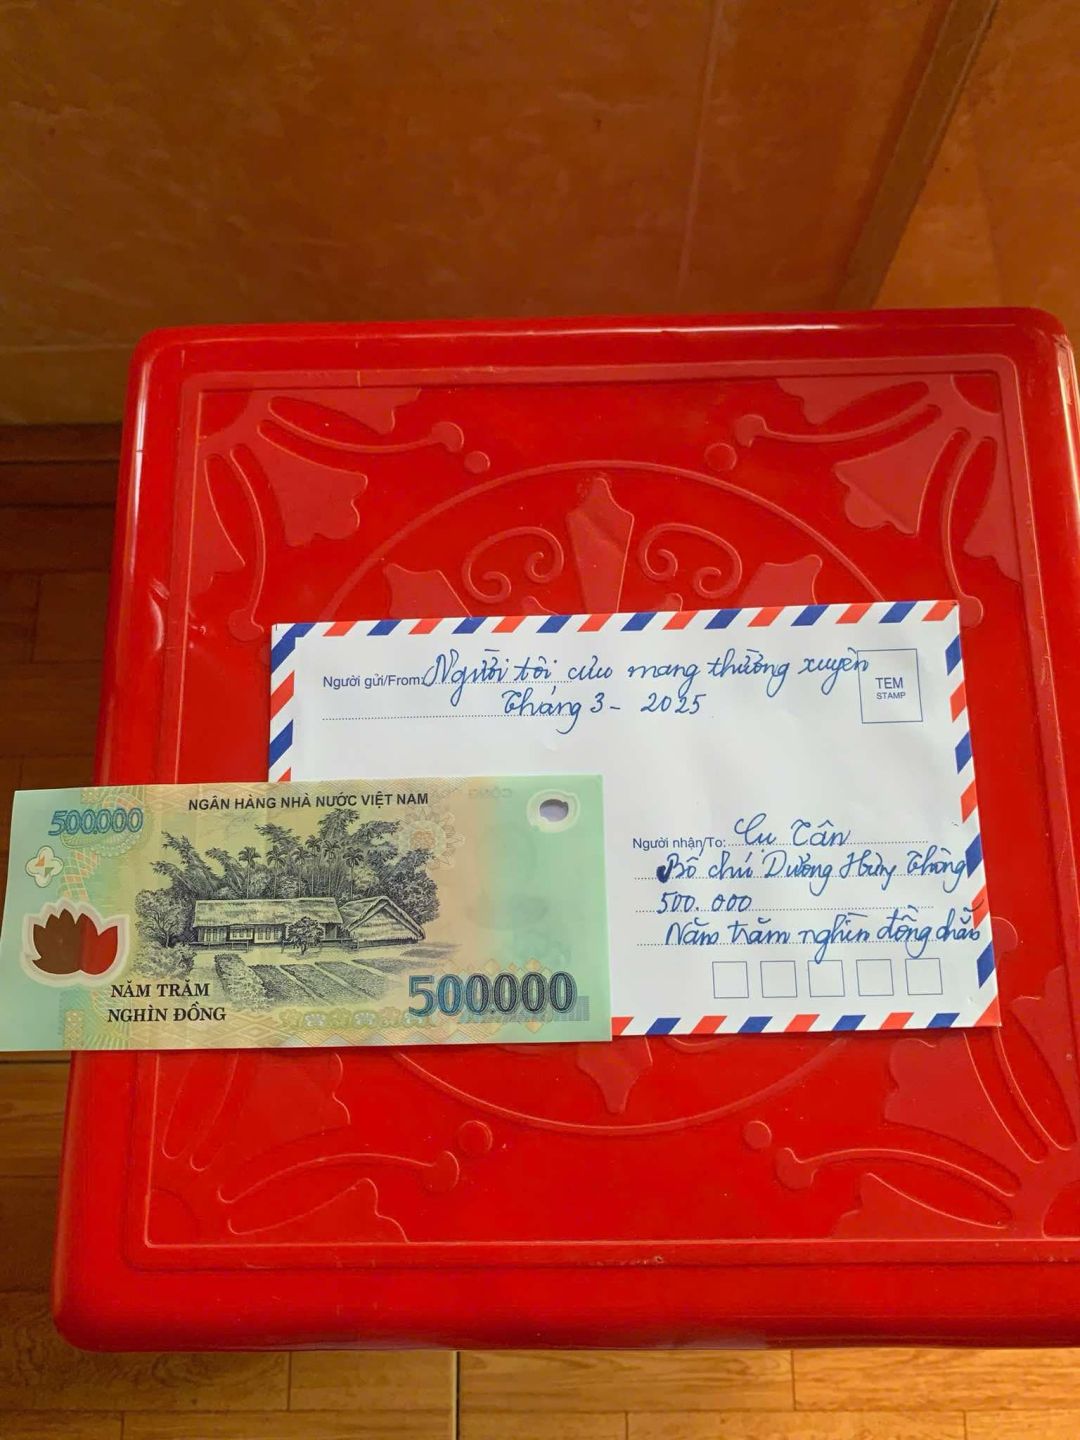 Người gửi/From: Người tôi cưu mang thường xuyên
Tháng 3 - 2025
TEM
STAMP
Người nhận/To: Cụ Tân
Bố chú Dương Hùng Thông
500.000
Năm trăm nghìn đồng chẵn
NGÂN HÀNG NHÀ NƯỚC VIỆT NAM
500000
NĂM TRĂM
NGHÌN ĐỒNG
500000